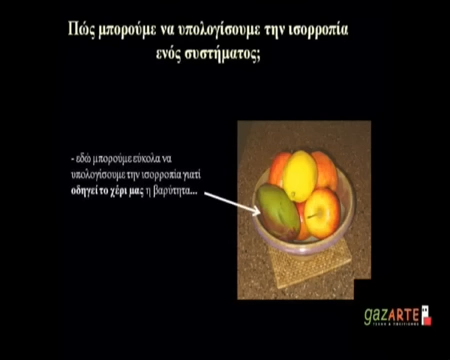 Πώς μπορούμε να υπολογίσουμε την ισορροπία
ενός συστήματος;
- εδώ μπορούμε εύκολα να
υπολογίσουμε την ισορροπία γιατί
οδηγεί το χέρι μας η βαρύτητα...
gazARTE